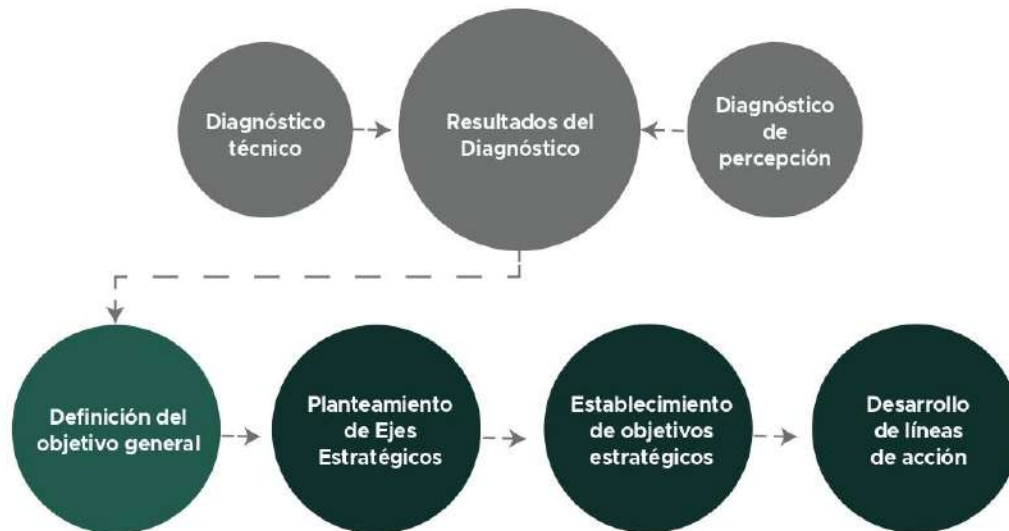 Diagnóstico
técnico
Resultados del
Diagnóstico
Diagnóstico
de
percepción
Definición del
objetivo general
Planteamiento
de Ejes
Estratégicos
Establecimiento
de objetivos
estratégicos
Desarrollo
de líneas
de acción